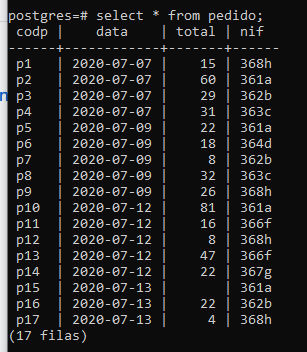 postgres=# select * from pedido;
codp | data | total | nif
------+------------+-------+------
p1 | 2020-07-07 | 15 | 368h
p2 | 2020-07-07 | 60 | 361a
p3 | 2020-07-07 | 29 | 362b
p4 | 2020-07-07 | 31 | 363c
p5 | 2020-07-09 | 22 | 361a
p6 | 2020-07-09 | 18 | 364d
p7 | 2020-07-09 | 8 | 362b
p8 | 2020-07-09 | 32 | 363c
p9 | 2020-07-09 | 26 | 368h
p10 | 2020-07-12 | 81 | 361a
p11 | 2020-07-12 | 16 | 366f
p12 | 2020-07-12 | 8 | 368h
p13 | 2020-07-12 | 47 | 366f
p14 | 2020-07-12 | 22 | 367g
p15 | 2020-07-13 | | 361a
p16 | 2020-07-13 | 22 | 362b
p17 | 2020-07-13 | 4 | 368h
(17 filas)